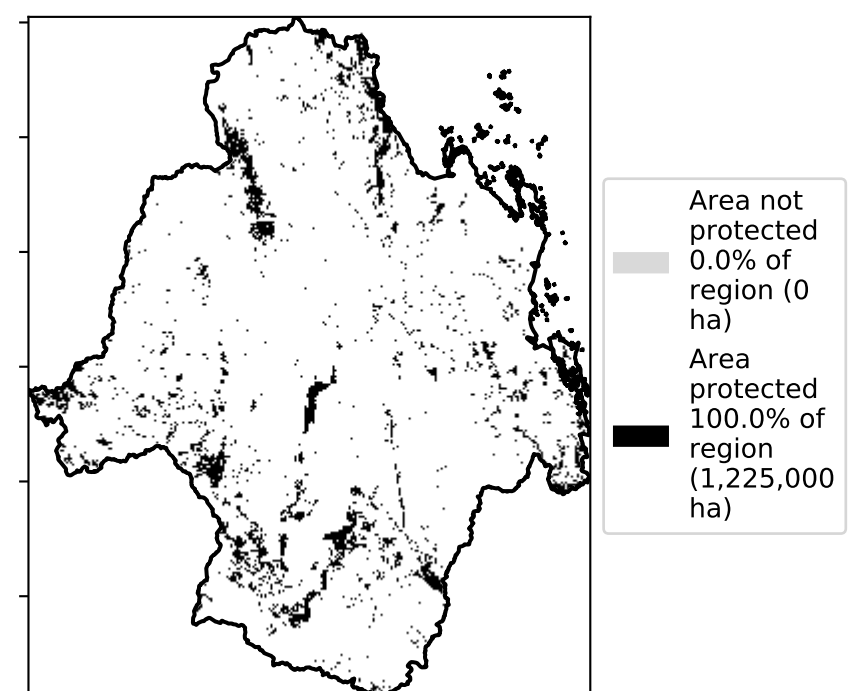 Area not
protected
0.0% of
region (0
ha)
Area
protected
100.0% of
region
(1,225,000
ha)